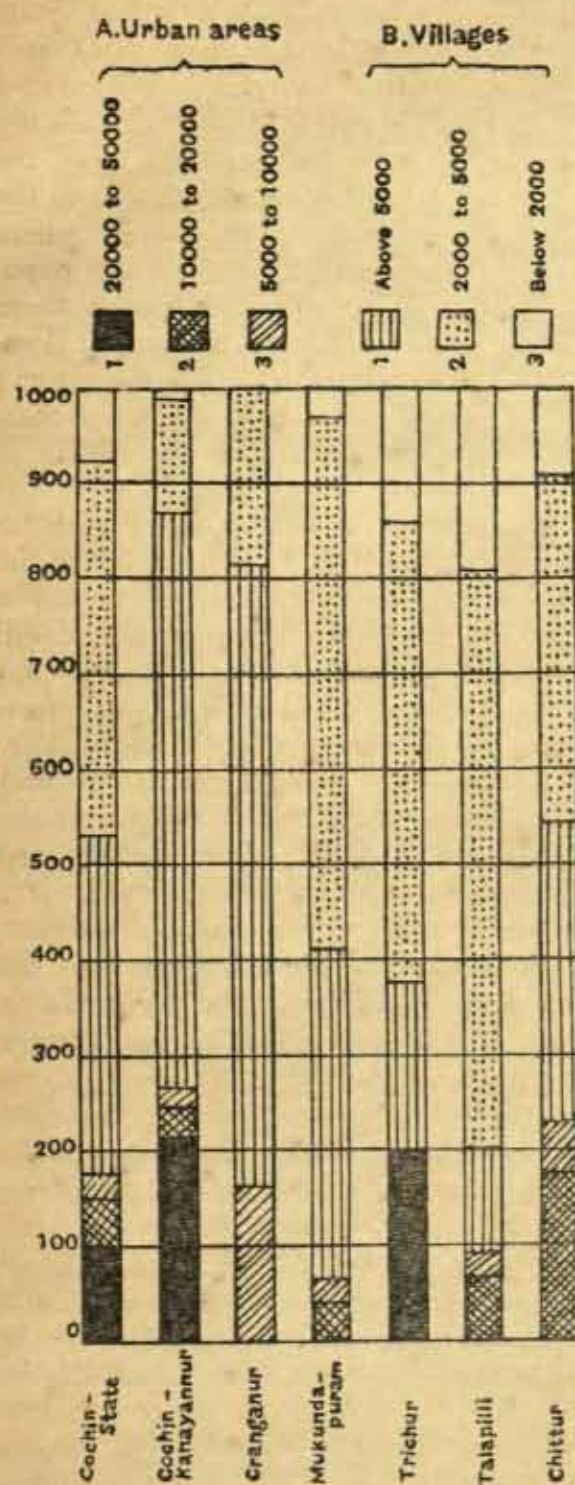 A.Urban areas
B.Villages
1 20000 to 50000
2 10000 to 20000
3 5000 to 10000
1 Above 5000
2 2000 to 5000
3 Below 2000
1000
900
800
700
600
500
400
300
200
100
0
Cochin-
State
Cochin-
Kanayannur
Cranganur
Mukunda-
puram
Trichur
Talapilli
Chittur